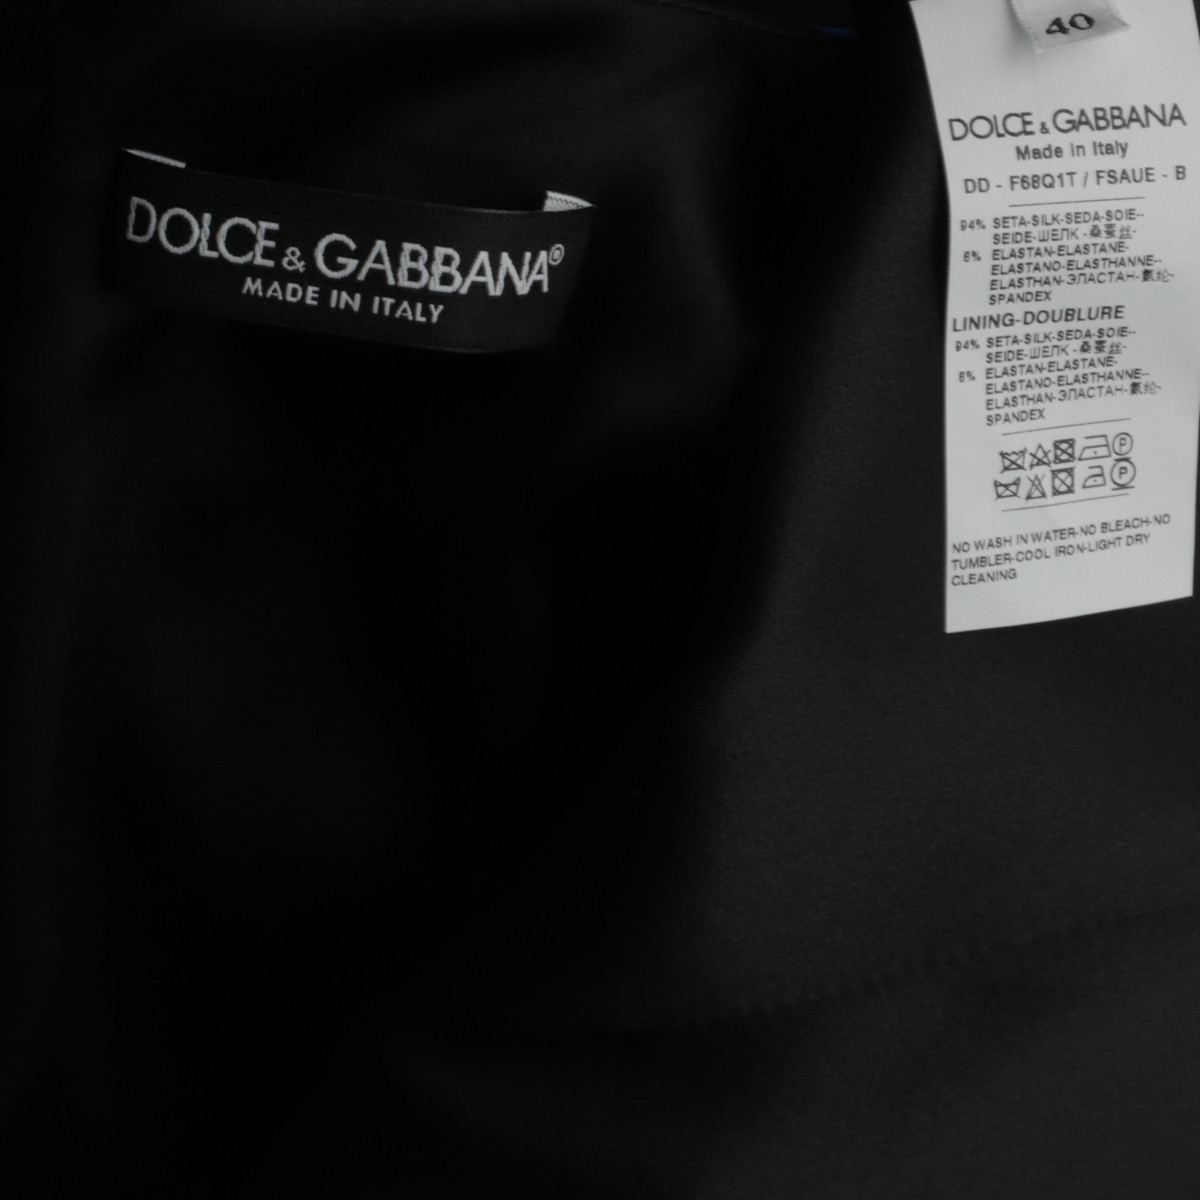 DOLCE & GABBANA®
MADE IN ITALY
40
DOLCE & GABBANA
Made in Italy
DD - F68Q1T / FSAUE - B
94% SETA-SILK-SEDA-SOIE--
SEIDE-ШЕЛК -桑蚕丝-
6% ELASTAN-ELASTANE-
ELASTANO-ELASTHANNE--
ELASTHAN-ЭЛАСТАН-氨纶-
SPANDEX
LINING-DOUBLURE
94% SETA-SILK-SEDA-SOIE--
SEIDE-ШЕЛК -桑蚕丝-
6% ELASTAN-ELASTANE-
ELASTANO-ELASTHANNE--
ELASTHAN-ЭЛАСТАН-氨纶-
SPANDEX
P
P
NO WASH IN WATER-NO BLEACH-NO
TUMBLER-COOL IRON-LIGHT DRY
CLEANING